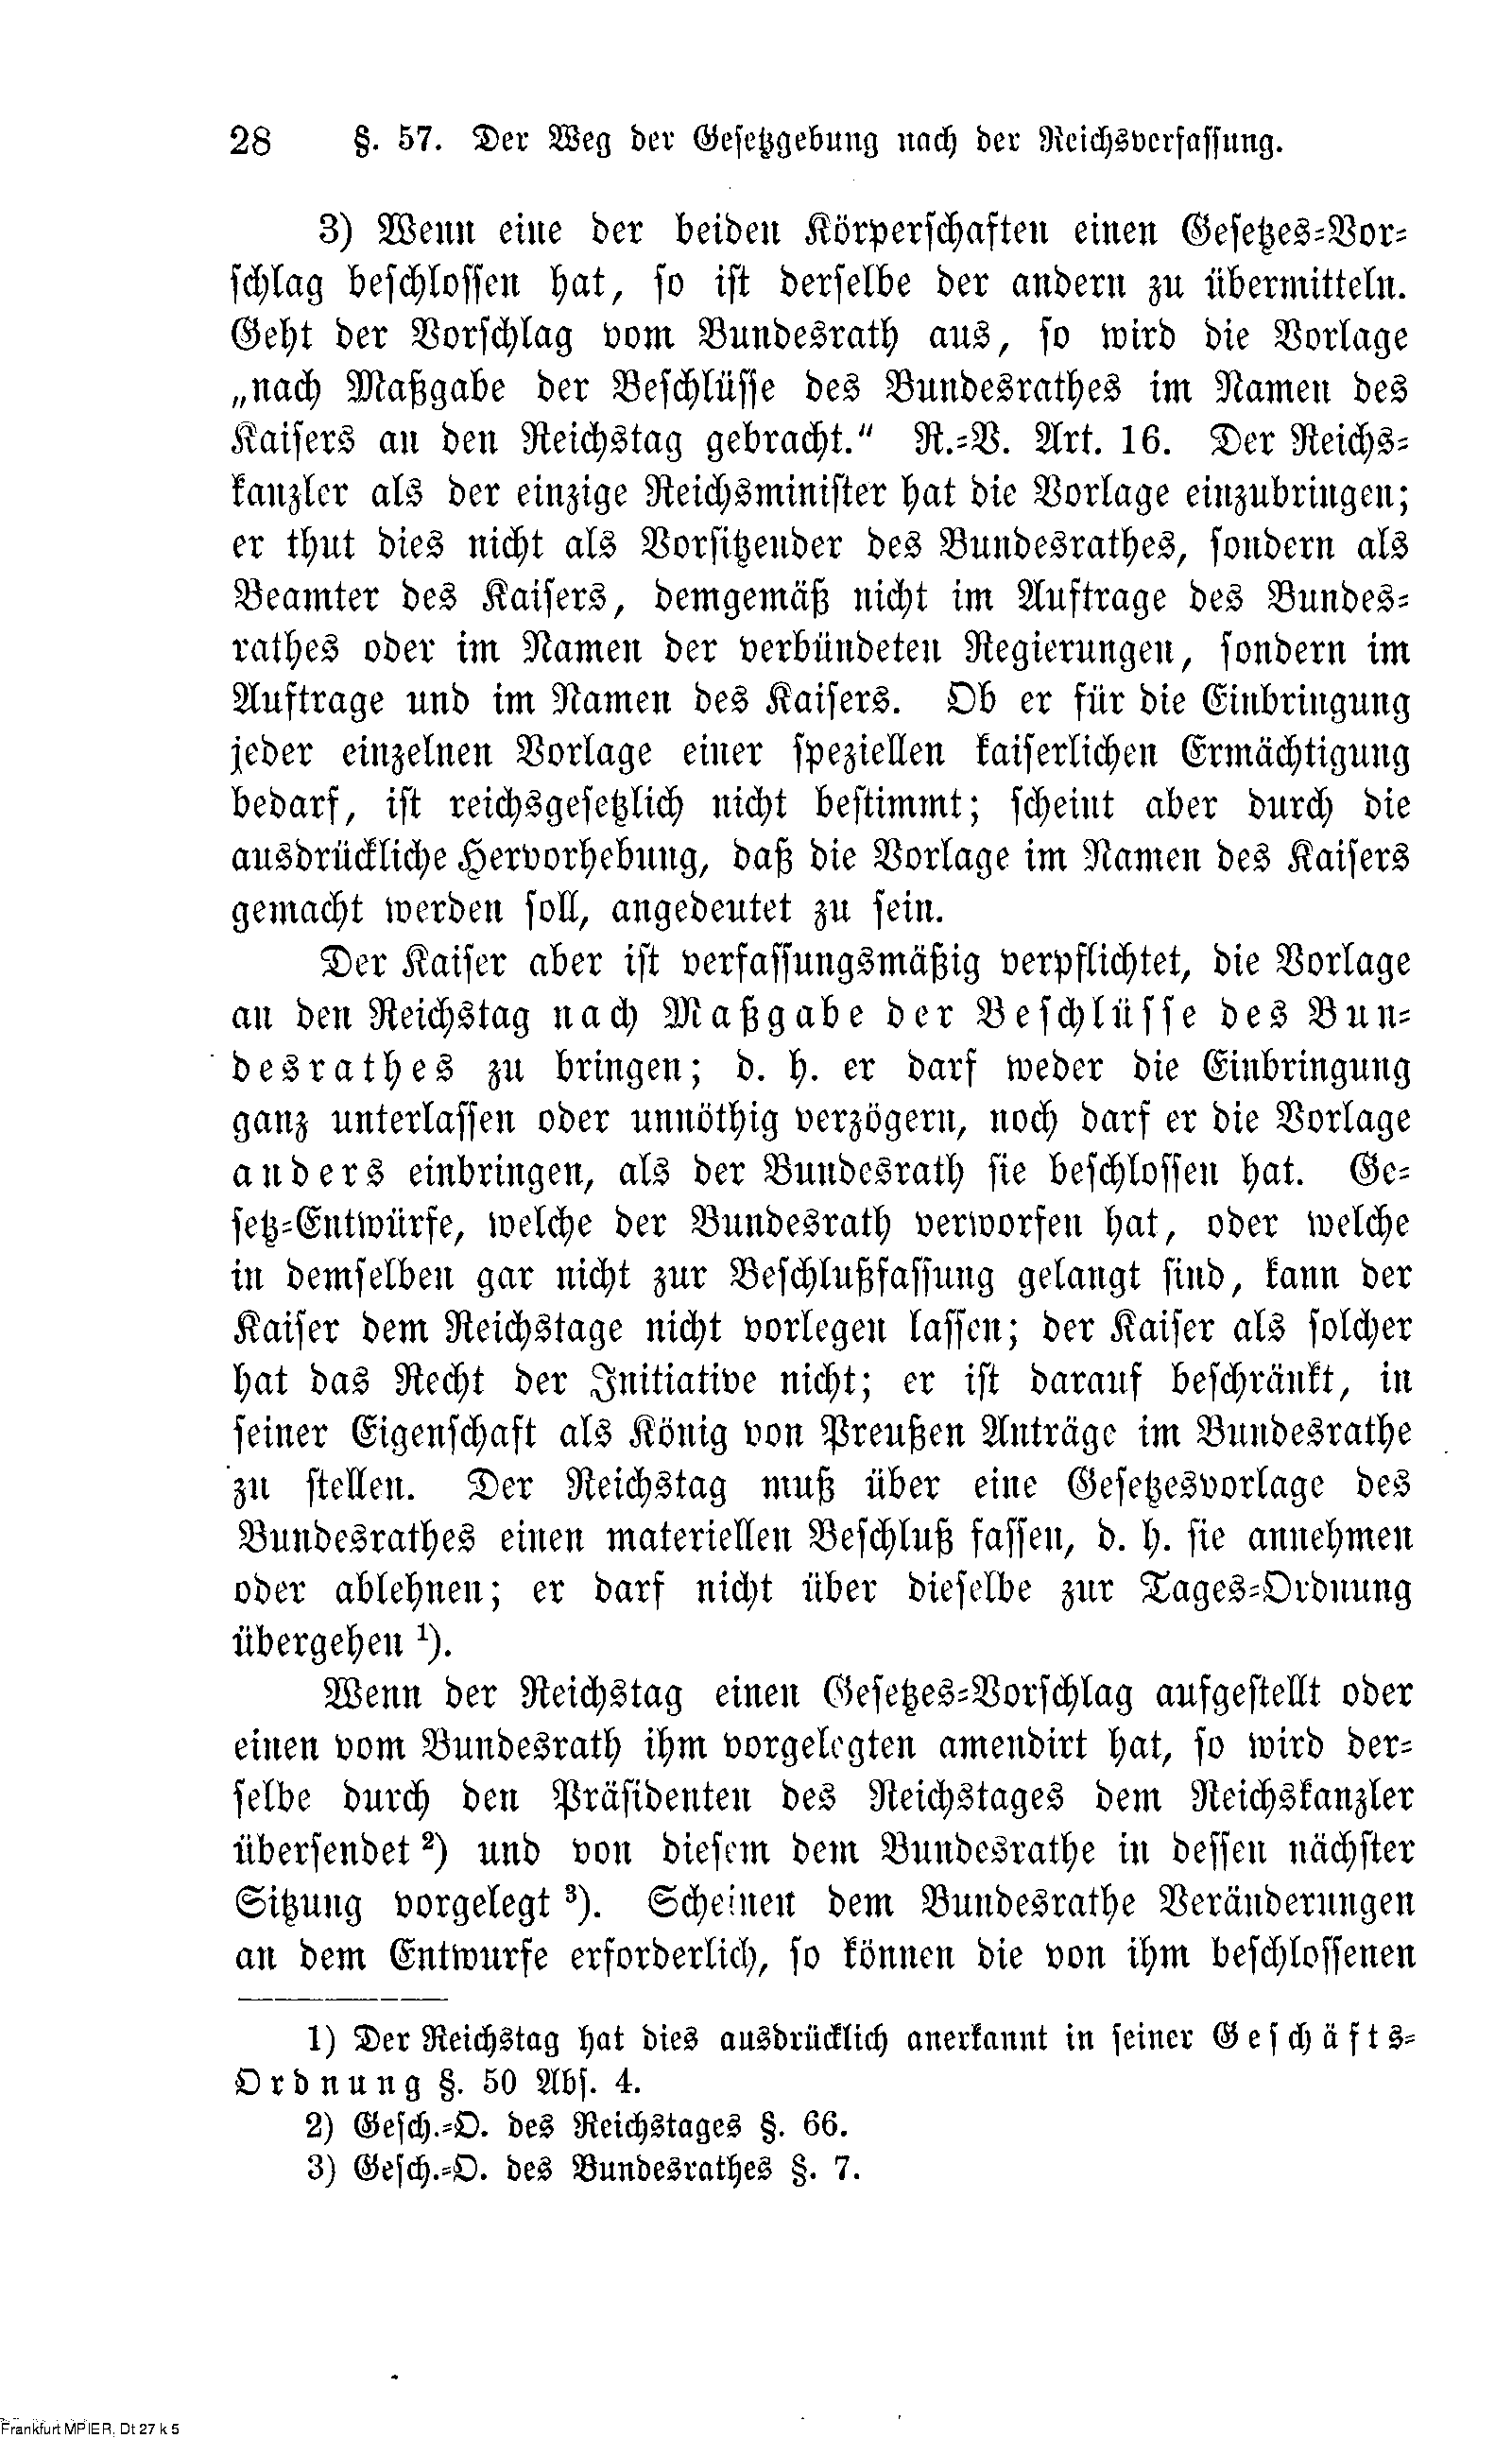 28 §. 57. Der Weg der Gesetzgebung nach der Reichsverfassung.
3) Wenn eine der beiden Körperschaften einen Gesetzes-Vor-
schlag beschlossen hat, so ist derselbe der andern zu übermitteln.
Geht der Vorschlag vom Bundesrath aus, so wird die Vorlage
„nach Maßgabe der Beschlüsse des Bundesrathes im Namen des
Kaisers an den Reichstag gebracht.“ R.-V. Art. 16. Der Reichs-
kanzler als der einzige Reichsminister hat die Vorlage einzubringen;
er thut dies nicht als Vorsitzender des Bundesrathes, sondern als
Beamter des Kaisers, demgemäß nicht im Auftrage des Bundes-
rathes oder im Namen der verbündeten Regierungen, sondern im
Auftrage und im Namen des Kaisers. Ob er für die Einbringung
jeder einzelnen Vorlage einer speziellen kaiserlichen Ermächtigung
bedarf, ist reichsgesetzlich nicht bestimmt; scheint aber durch die
ausdrückliche Hervorhebung, daß die Vorlage im Namen des Kaisers
gemacht werden soll, angedeutet zu sein.
Der Kaiser aber ist verfassungsmäßig verpflichtet, die Vorlage
an den Reichstag nach Maßgabe der Beschlüsse des Bun-
desrathes zu bringen; d. h. er darf weder die Einbringung
ganz unterlassen oder unnöthig verzögern, noch darf er die Vorlage
anders einbringen, als der Bundesrath sie beschlossen hat. Ge-
setz-Entwürfe, welche der Bundesrath verworfen hat, oder welche
in demselben gar nicht zur Beschlußfassung gelangt sind, kann der
Kaiser dem Reichstage nicht vorlegen lassen; der Kaiser als solcher
hat das Recht der Initiative nicht; er ist darauf beschränkt, in
seiner Eigenschaft als König von Preußen Anträge im Bundesrathe
zu stellen. Der Reichstag muß über eine Gesetzesvorlage des
Bundesrathes einen materiellen Beschluß fassen, d. h. sie annehmen
oder ablehnen; er darf nicht über dieselbe zur Tages-Ordnung
übergehen ¹).
Wenn der Reichstag einen Gesetzes-Vorschlag aufgestellt oder
einen vom Bundesrath ihm vorgelegten amendirt hat, so wird der-
selbe durch den Präsidenten des Reichstages dem Reichskanzler
übersendet ²) und von diesem dem Bundesrathe in dessen nächster
Sitzung vorgelegt ³). Scheinen dem Bundesrathe Veränderungen
an dem Entwurfe erforderlich, so können die von ihm beschlossenen
1) Der Reichstag hat dies ausdrücklich anerkannt in seiner Geschäfts-
Ordnung §. 50 Abs. 4.
2) Gesch.-O. des Reichstages §. 66.
3) Gesch.-O. des Bundesrathes §. 7.
Frankfurt MPIER, Dt 27 k 5